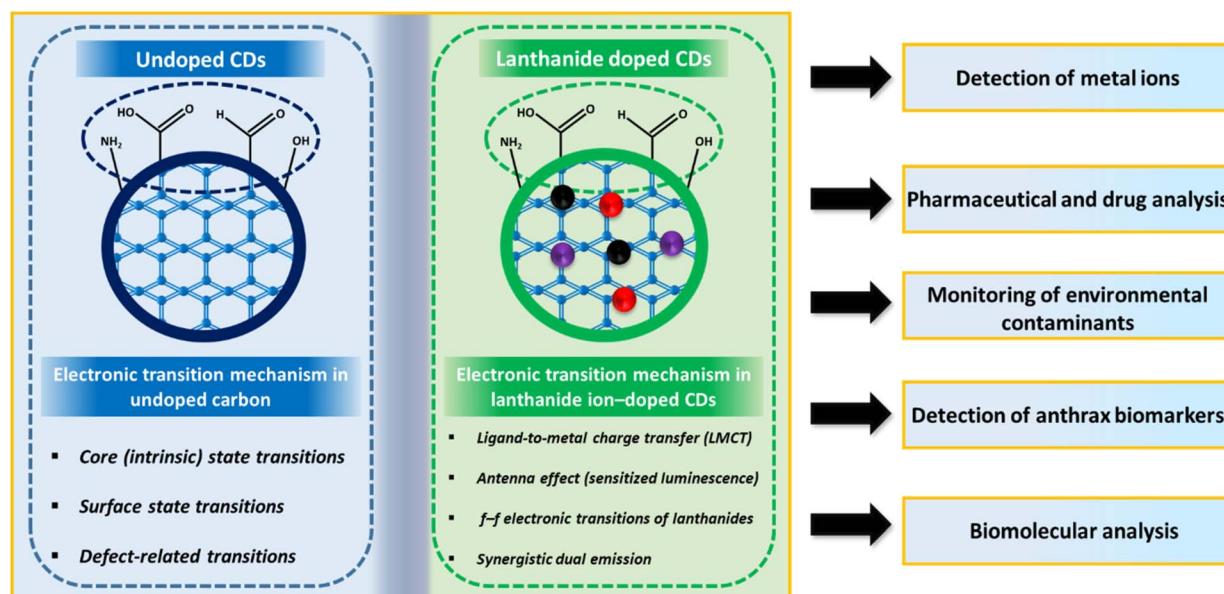 Undoped CDs
HO
O
H
O
NH2
OH
Electronic transition mechanism in
undoped carbon
▪ Core (intrinsic) state transitions
▪ Surface state transitions
▪ Defect-related transitions
Lanthanide doped CDs
HO
O
H
O
NH2
OH
Electronic transition mechanism in
lanthanide ion–doped CDs
▪ Ligand-to-metal charge transfer (LMCT)
▪ Antenna effect (sensitized luminescence)
▪ f–f electronic transitions of lanthanides
▪ Synergistic dual emission
Detection of metal ions
Pharmaceutical and drug analysis
Monitoring of environmental
contaminants
Detection of anthrax biomarkers
Biomolecular analysis